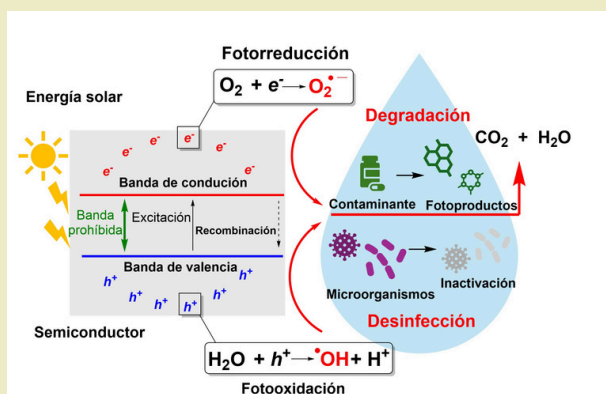 Fotorreducción
O₂ + e⁻ → O₂•⁻
Energía solar
e⁻ e⁻ e⁻ e⁻ e⁻ e⁻ e⁻
Banda de condución
Banda
prohíbida
Excitación
Recombinación
Banda de valencia
h⁺ h⁺ h⁺ h⁺ h⁺ h⁺ h⁺
Semiconductor
H₂O + h⁺ → •OH + H⁺
Fotooxidación
Degradación
CO₂ + H₂O
Contaminante
Fotoproductos
Microorganismos
Inactivación
Desinfección